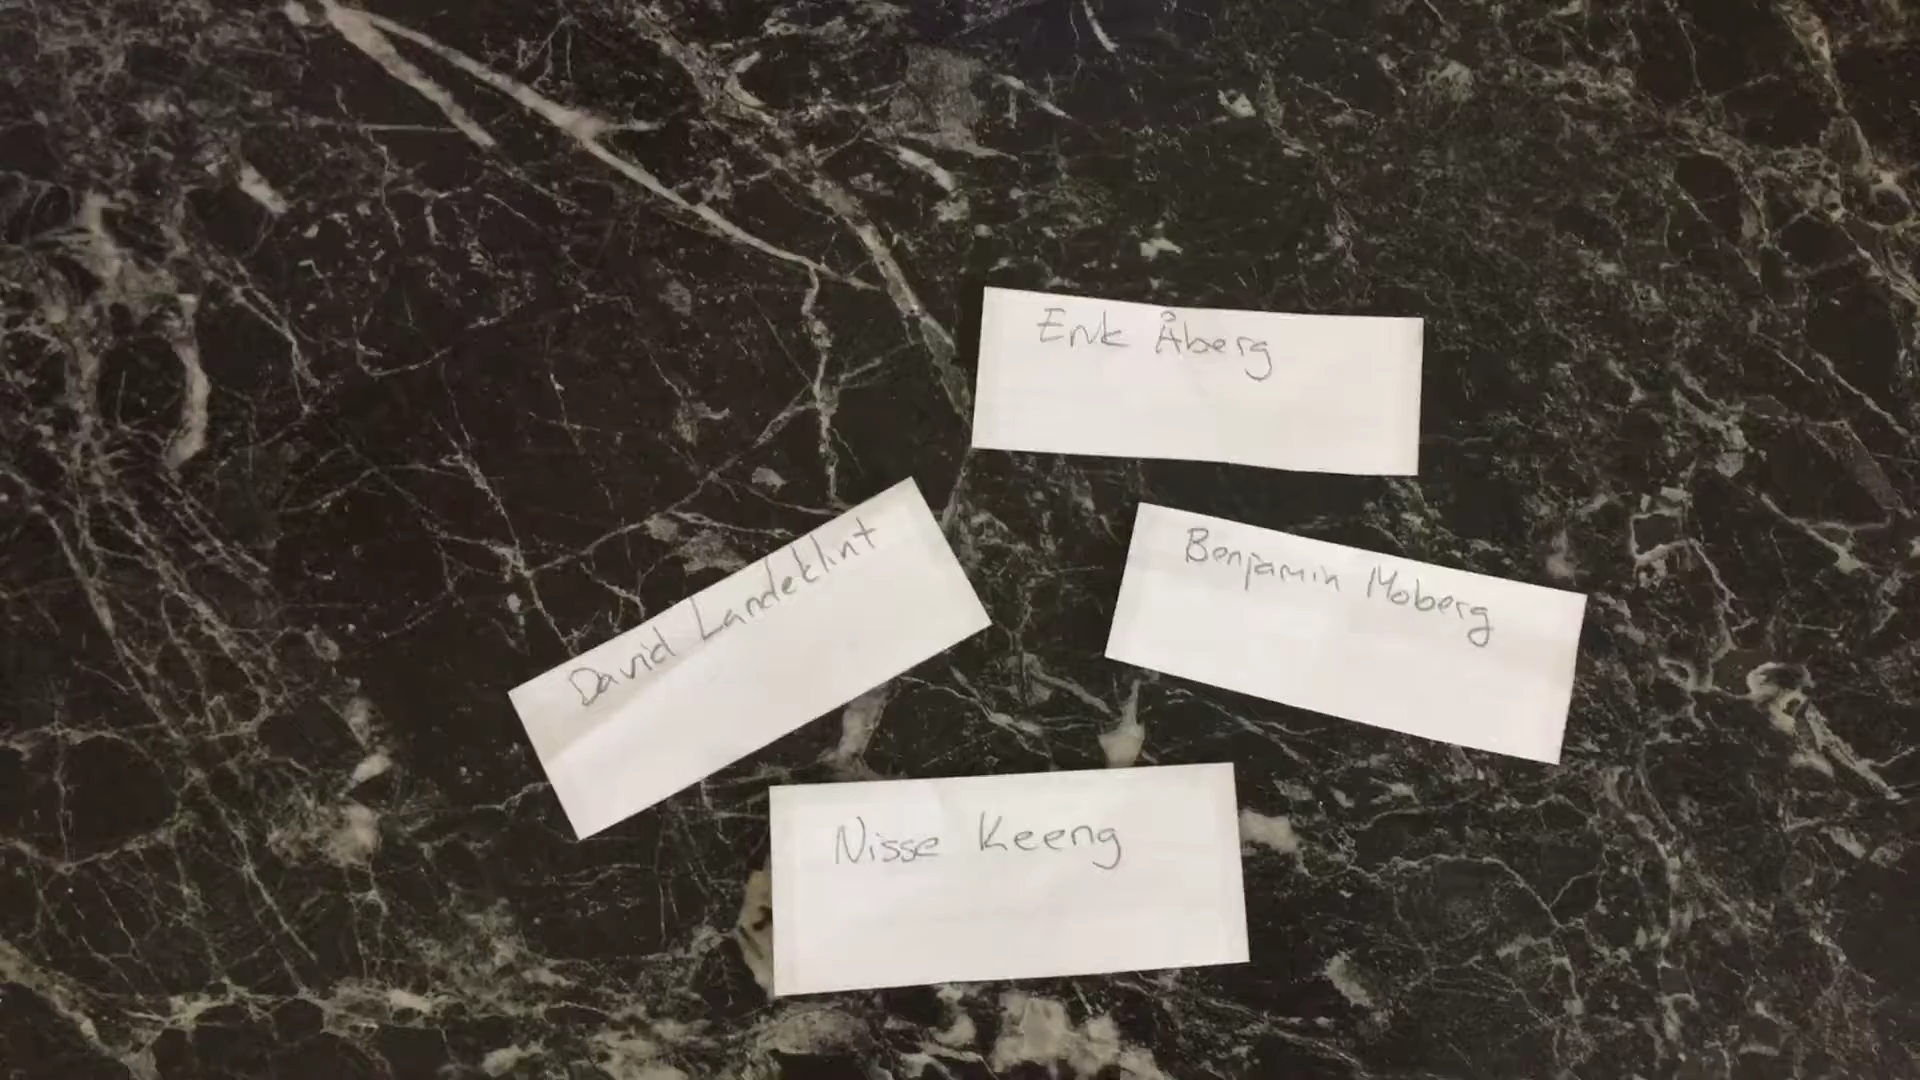 Erik Åberg
David Landeklint
Benjamin Moberg
Nisse Keeng